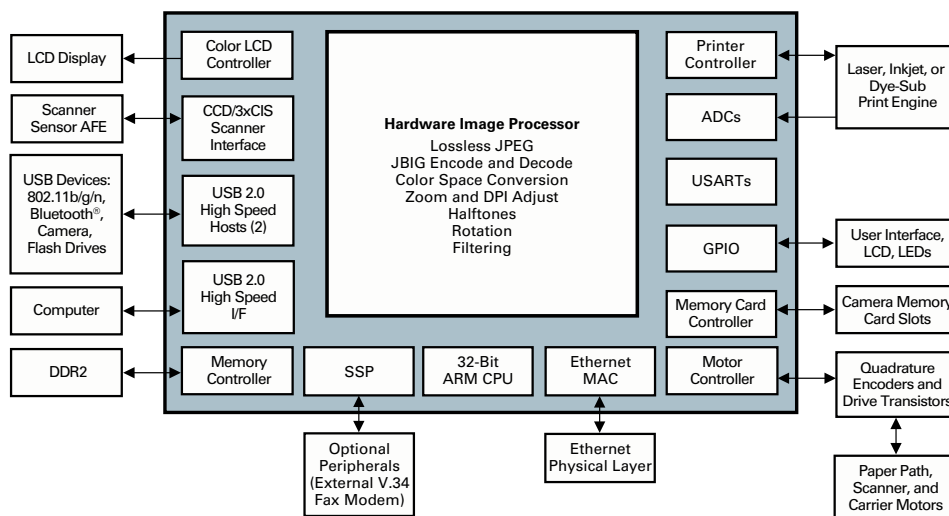 LCD Display
Scanner
Sensor AFE
USB Devices:
802.11b/g/n,
Bluetooth®,
Camera,
Flash Drives
Computer
DDR2
Color LCD
Controller
CCD/3xCIS
Scanner
Interface
USB 2.0
High Speed
Hosts (2)
USB 2.0
High Speed
I/F
Memory
Controller
Hardware Image Processor
Lossless JPEG
JBIG Encode and Decode
Color Space Conversion
Zoom and DPI Adjust
Halftones
Rotation
Filtering
SSP
32-Bit
ARM CPU
Ethernet
MAC
Printer
Controller
ADCs
USARTs
GPIO
Memory Card
Controller
Motor
Controller
Laser, Inkjet, or
Dye-Sub
Print Engine
User Interface,
LCD, LEDs
Camera Memory
Card Slots
Quadrature
Encoders and
Drive Transistors
Optional
Peripherals
(External V.34
Fax Modem)
Ethernet
Physical Layer
Paper Path,
Scanner, and
Carrier Motors